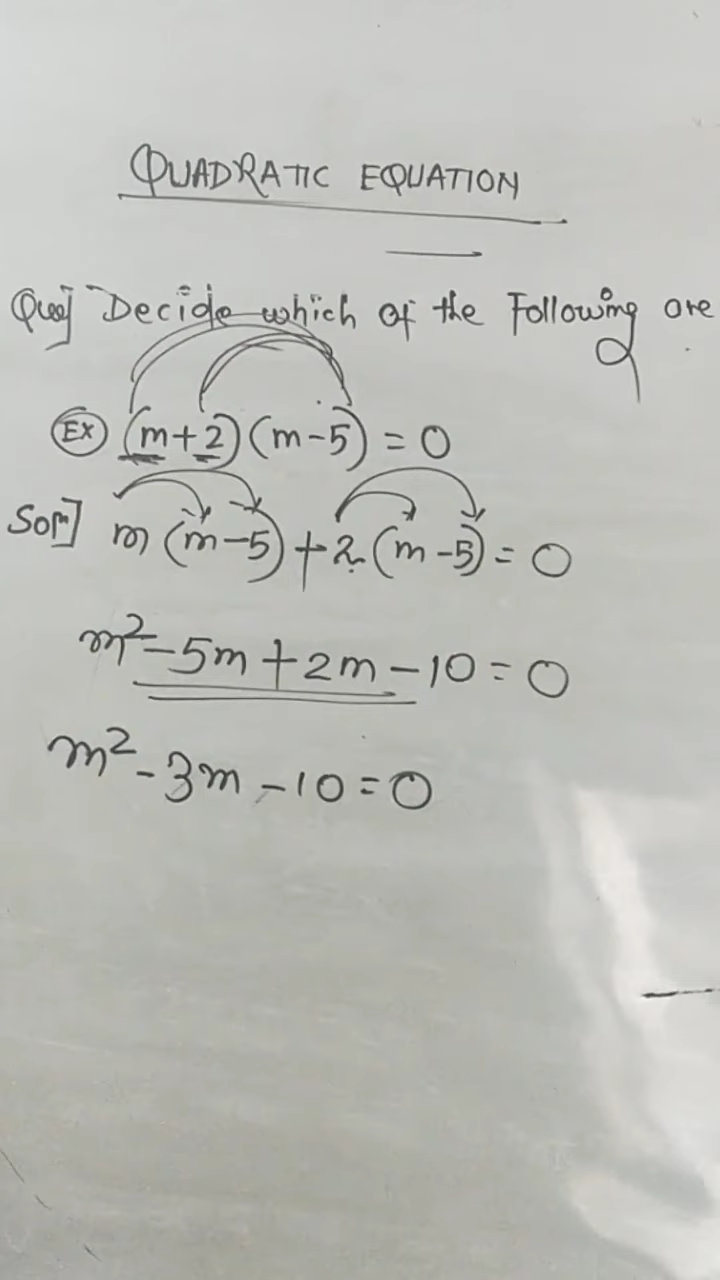 QUADRATIC EQUATION
Que] Decide which of the Following are
EX (m+2)(m-5)=0
Sol] m(m-5)+2(m-5)=0
m²-5m+2m-10=0
m²-3m-10=0